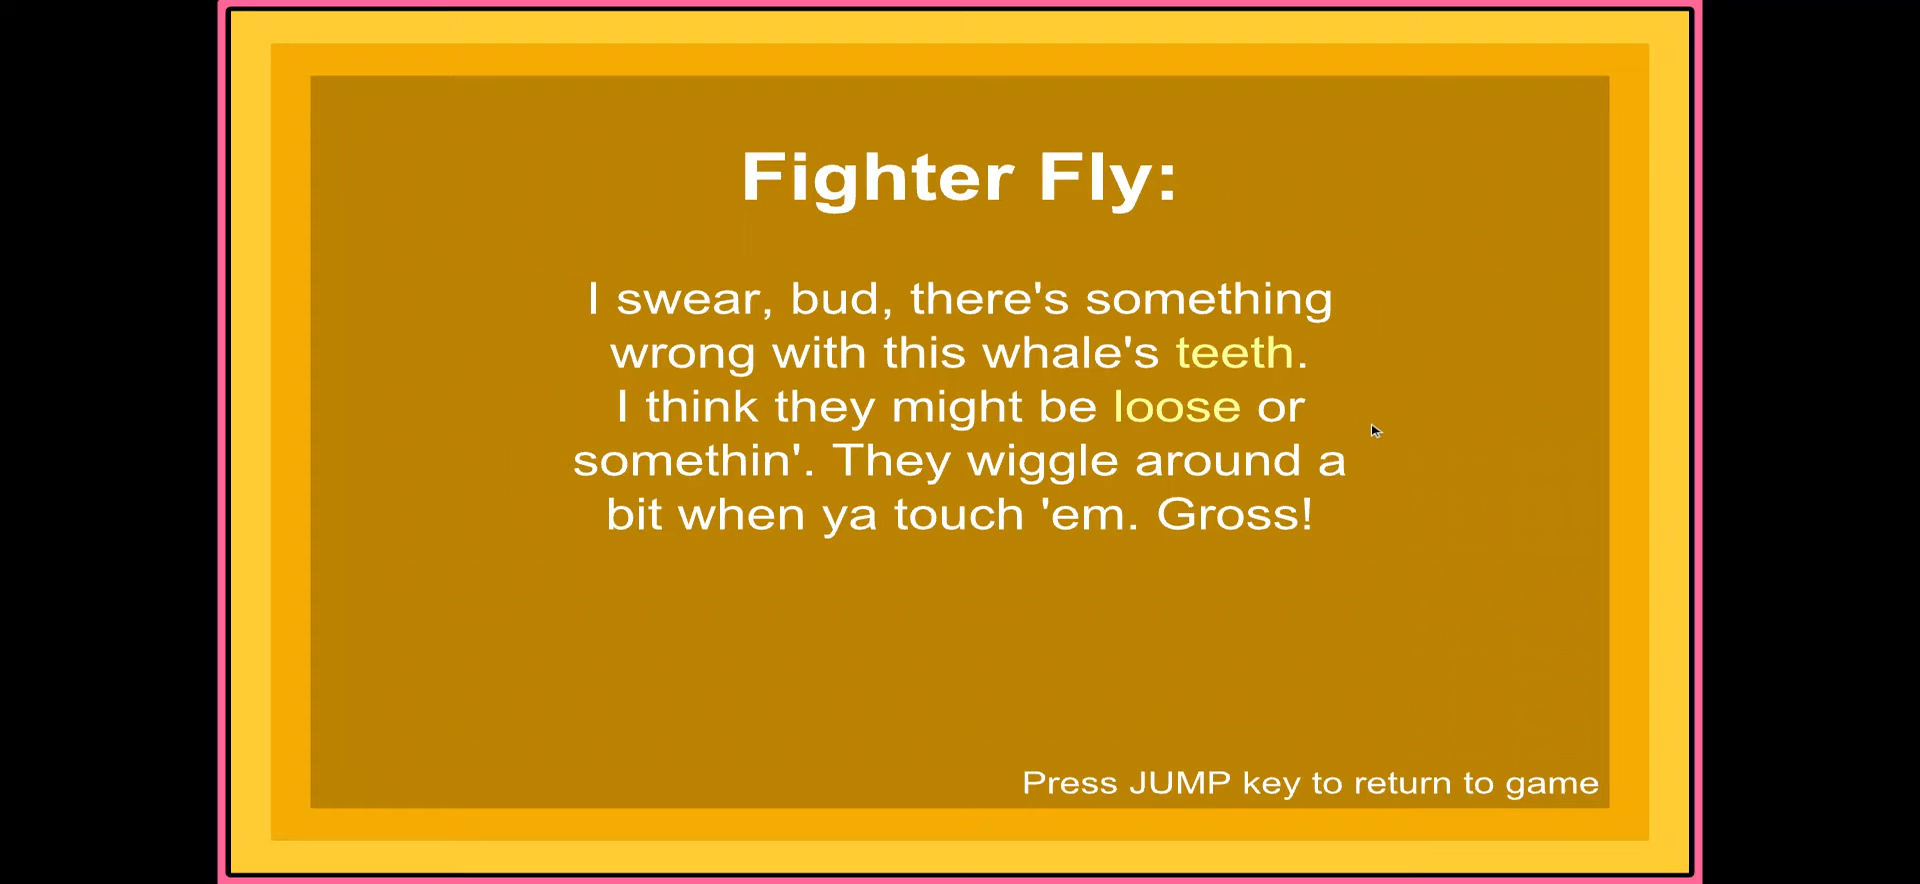 Fighter Fly:
I swear, bud, there's something
wrong with this whale's teeth.
I think they might be loose or
somethin'. They wiggle around a
bit when ya touch 'em. Gross!
Press JUMP key to return to game